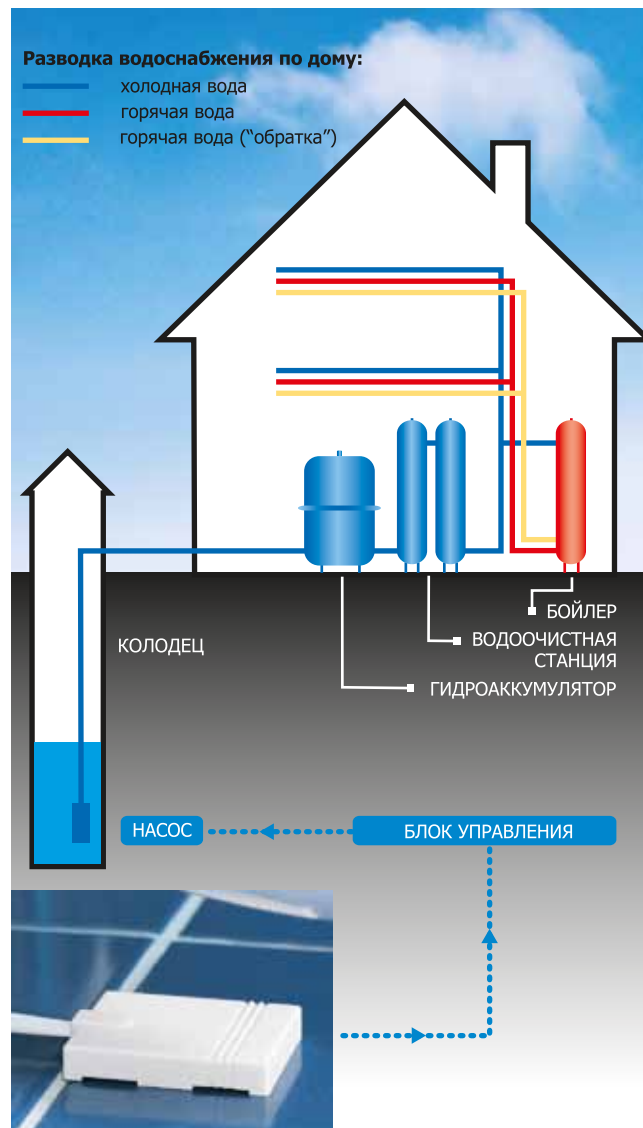 Разводка водоснабжения по дому:
холодная вода
горячая вода
горячая вода (“обратка”)
БОЙЛЕР
КОЛОДЕЦ
ВОДООЧИСТНАЯ
СТАНЦИЯ
ГИДРОАККУМУЛЯТОР
НАСОС
БЛОК УПРАВЛЕНИЯ